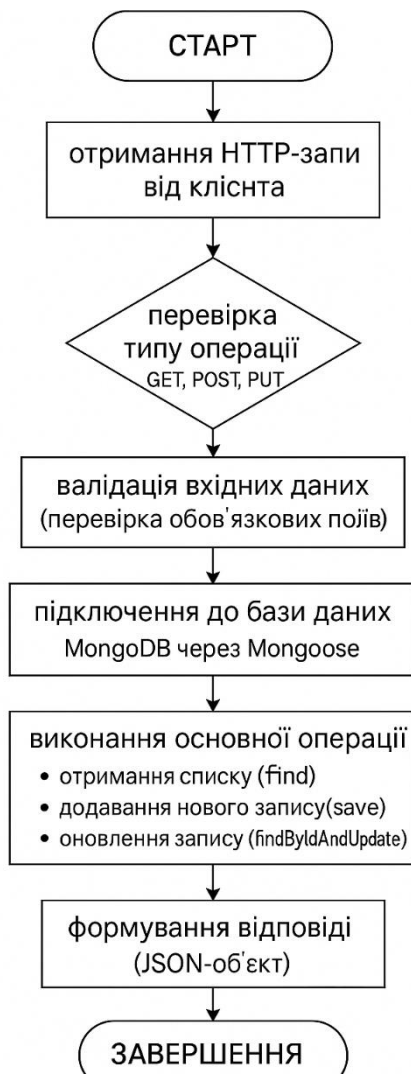 СТАРТ
отримання HTTP-запи
від клієнта
перевірка
типу операції
GET, POST, PUT
валідація вхідних даних
(перевірка обов'язкових поїів)
підключення до бази даних
MongoDB через Mongoose
виконання основної операції
• отримання списку (find)
• додавання нового запису(save)
• оновлення запису (findByIdAndUpdate)
формування відповіді
(JSON-об'єкт)
ЗАВЕРШЕННЯ